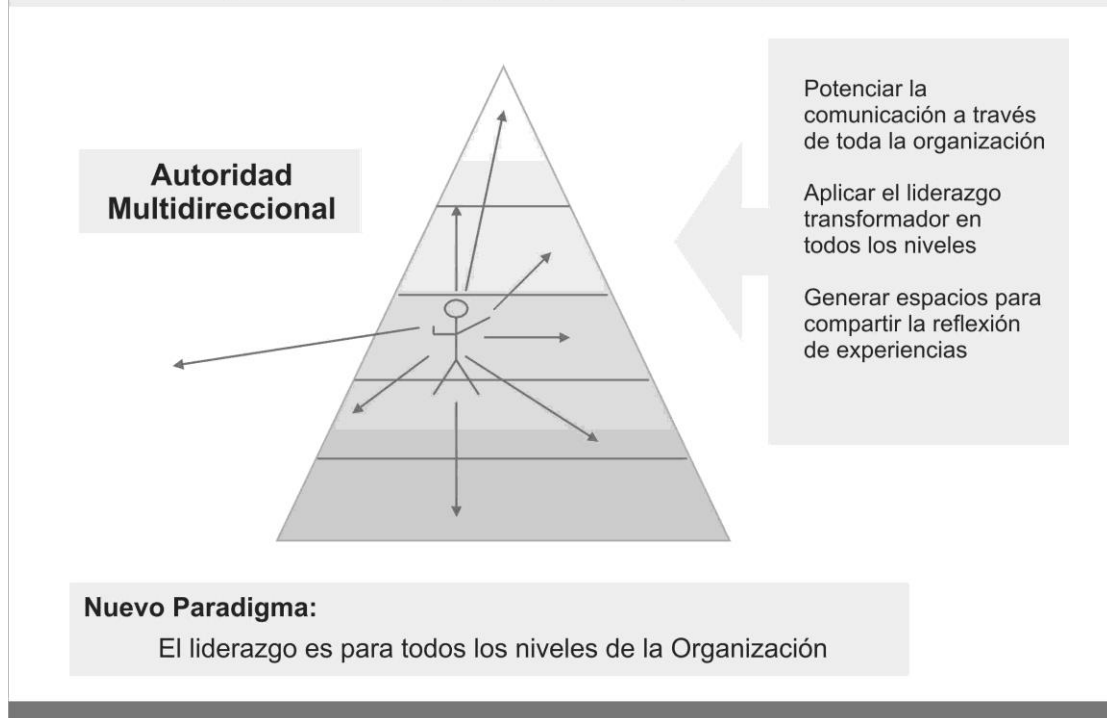 Autoridad
Multidireccional
Potenciar la
comunicación a través
de toda la organización
Aplicar el liderazgo
transformador en
todos los niveles
Generar espacios para
compartir la reflexión
de experiencias
Nuevo Paradigma:
El liderazgo es para todos los niveles de la Organización